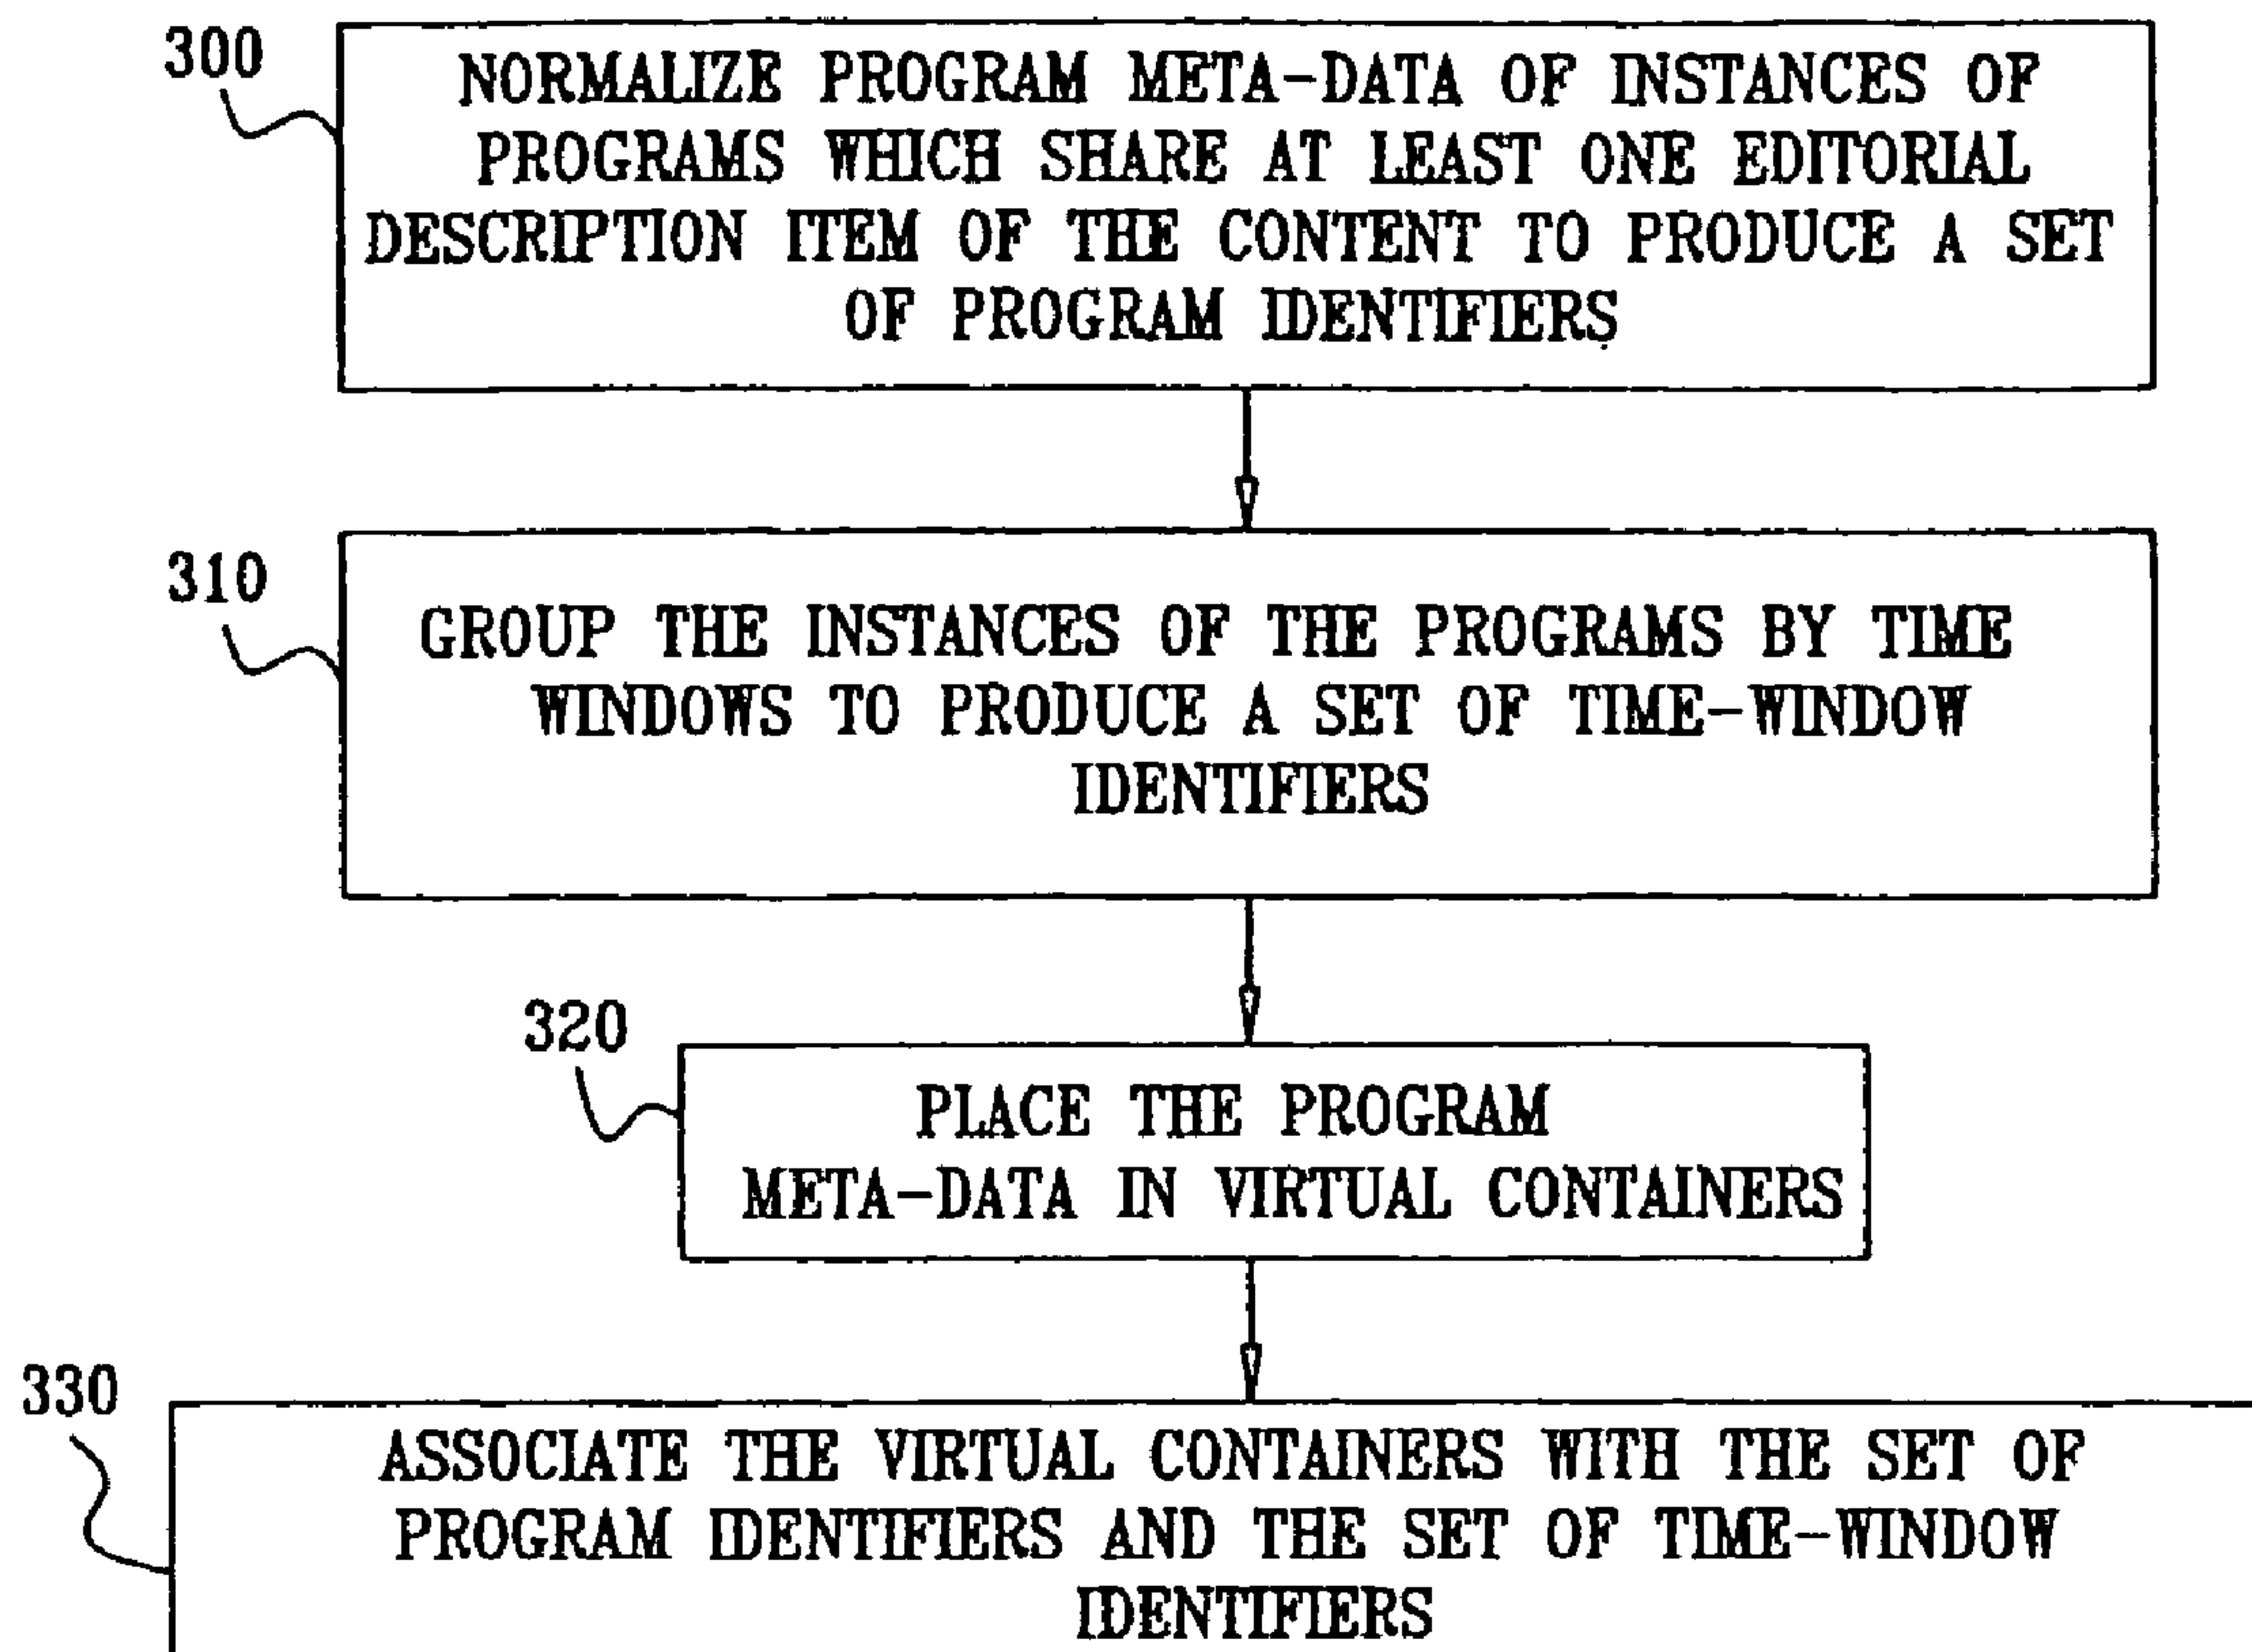 300
NORMALIZE PROGRAM META-DATA OF INSTANCES OF
PROGRAMS WHICH SHARE AT LEAST ONE EDITORIAL
DESCRIPTION ITEM OF THE CONTENT TO PRODUCE A SET
OF PROGRAM IDENTIFIERS
310
GROUP THE INSTANCES OF THE PROGRAMS BY TIME
WINDOWS TO PRODUCE A SET OF TIME-WINDOW
IDENTIFIERS
320
PLACE THE PROGRAM
META-DATA IN VIRTUAL CONTAINERS
330
ASSOCIATE THE VIRTUAL CONTAINERS WITH THE SET OF
PROGRAM IDENTIFIERS AND THE SET OF TIME-WINDOW
IDENTIFIERS